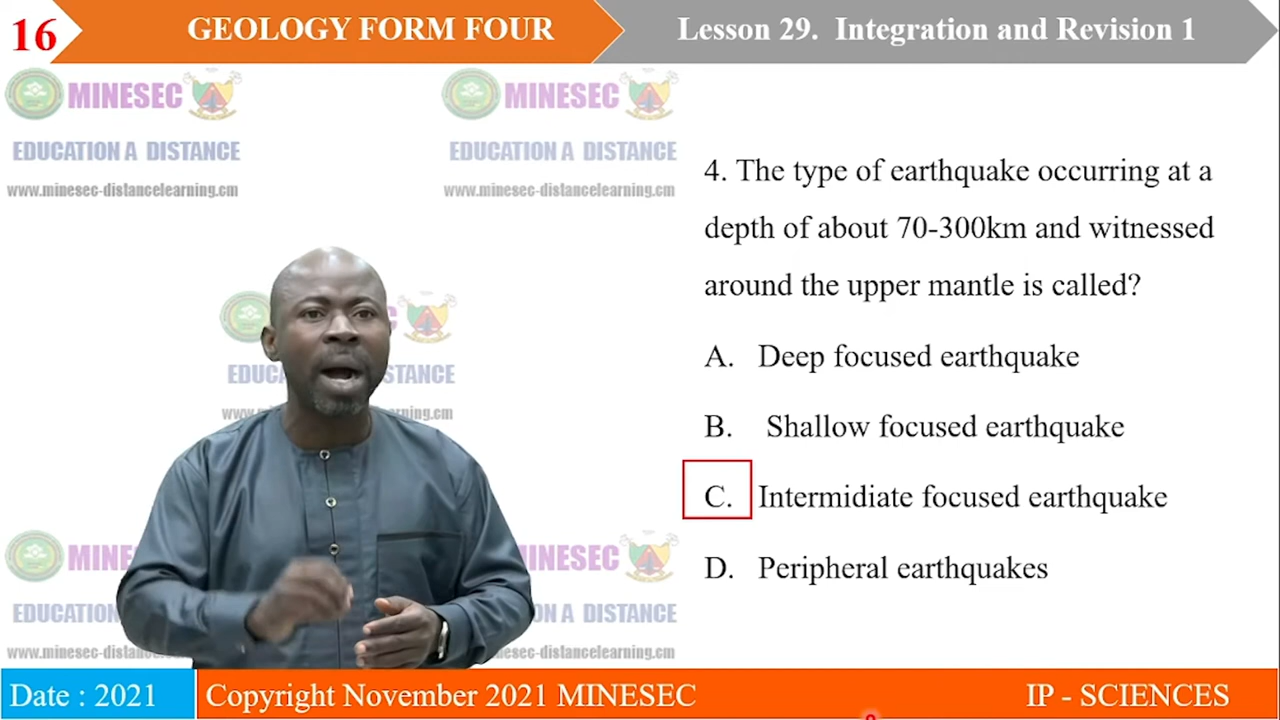 16
GEOLOGY FORM FOUR
Lesson 29. Integration and Revision 1
MINESEC
EDUCATION A DISTANCE
www.minesec-distancelearning.cm
MINESEC
EDUCATION A DISTANCE
www.minesec-distancelearning.cm
4. The type of earthquake occurring at a
depth of about 70-300km and witnessed
around the upper mantle is called?
A. Deep focused earthquake
B. Shallow focused earthquake
C. Intermidiate focused earthquake
D. Peripheral earthquakes
Date : 2021
Copyright November 2021 MINESEC
IP - SCIENCES